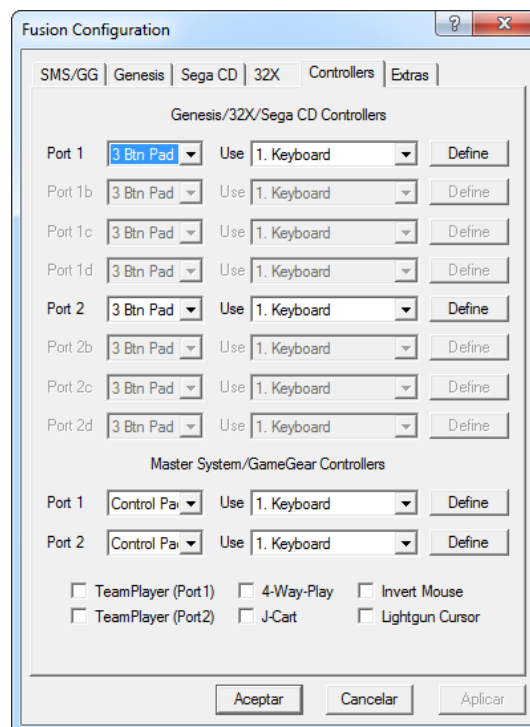 Fusion Configuration
SMS/GG Genesis Sega CD 32X Controllers Extras
Genesis/32X/Sega CD Controllers
Port 1 3 Btn Pad Use 1. Keyboard Define
Port 1b 3 Btn Pad Use 1. Keyboard Define
Port 1c 3 Btn Pad Use 1. Keyboard Define
Port 1d 3 Btn Pad Use 1. Keyboard Define
Port 2 3 Btn Pad Use 1. Keyboard Define
Port 2b 3 Btn Pad Use 1. Keyboard Define
Port 2c 3 Btn Pad Use 1. Keyboard Define
Port 2d 3 Btn Pad Use 1. Keyboard Define
Master System/GameGear Controllers
Port 1 Control Pa Use 1. Keyboard Define
Port 2 Control Pa Use 1. Keyboard Define
TeamPlayer (Port1) 4-Way-Play Invert Mouse
TeamPlayer (Port2) J-Cart Lightgun Cursor
Aceptar Cancelar Aplicar